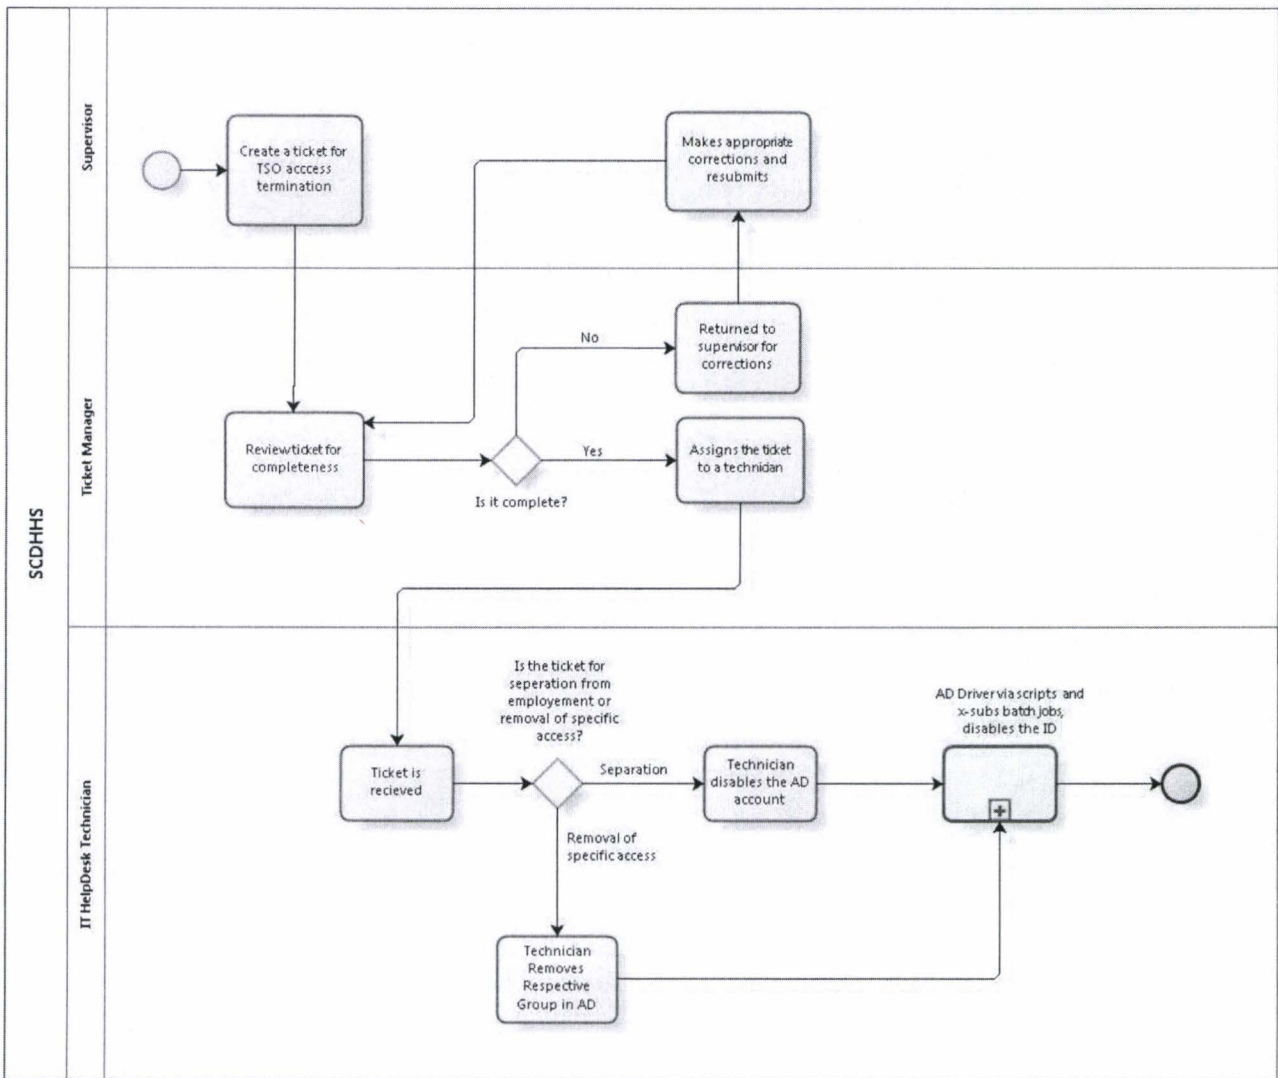 SCDHHS
Supervisor
Create a ticket for
TSO acccess
termination
Makes appropriate
corrections and
resubmits
Ticket Manager
Returned to
supervisor for
corrections
No
Review ticket for
completeness
Yes
Is it complete?
Assigns the ticket
to a technician
IT HelpDesk Technician
Ticket is
recieved
Is the ticket for
seperation from
employement or
removal of specific
access?
Separation
Technician
disables the AD
account
AD Driver via scripts and
x-subs batch jobs,
disables the ID
Removal of
specific access
Technician
Removes
Respective
Group in AD